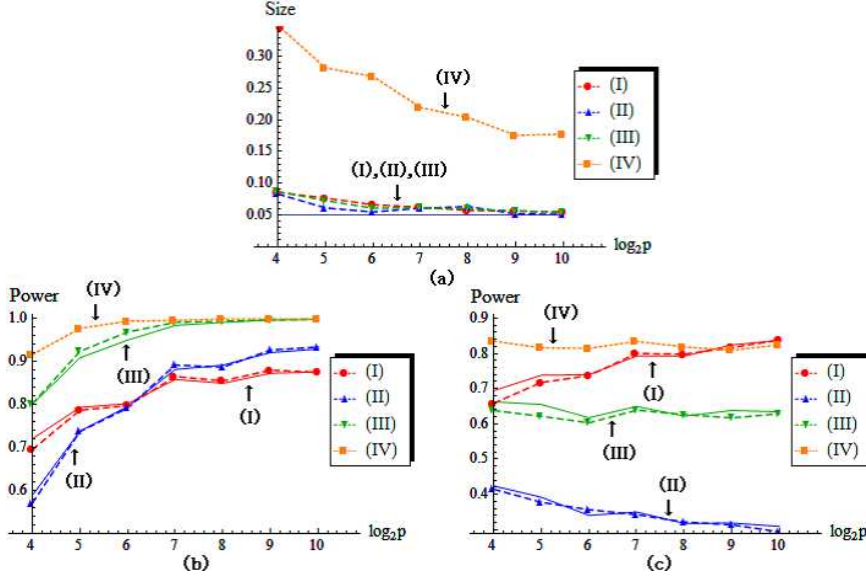 Size
0.30
0.25
0.20
0.15
0.10
0.05
(IV)
(I),(II),(III)
4 5 6 7 8 9 10
log₂p
(I)
(II)
(III)
(IV)
(a)
Power
1.0
0.9
0.8
0.7
0.6
(IV)
(III)
(I)
(II)
4 5 6 7 8 9 10
log₂p
(I)
(II)
(III)
(IV)
(b)
Power
0.9
0.8
0.7
0.6
0.5
0.4
(IV)
(I)
(III)
(II)
4 5 6 7 8 9 10
log₂p
(I)
(II)
(III)
(IV)
(c)